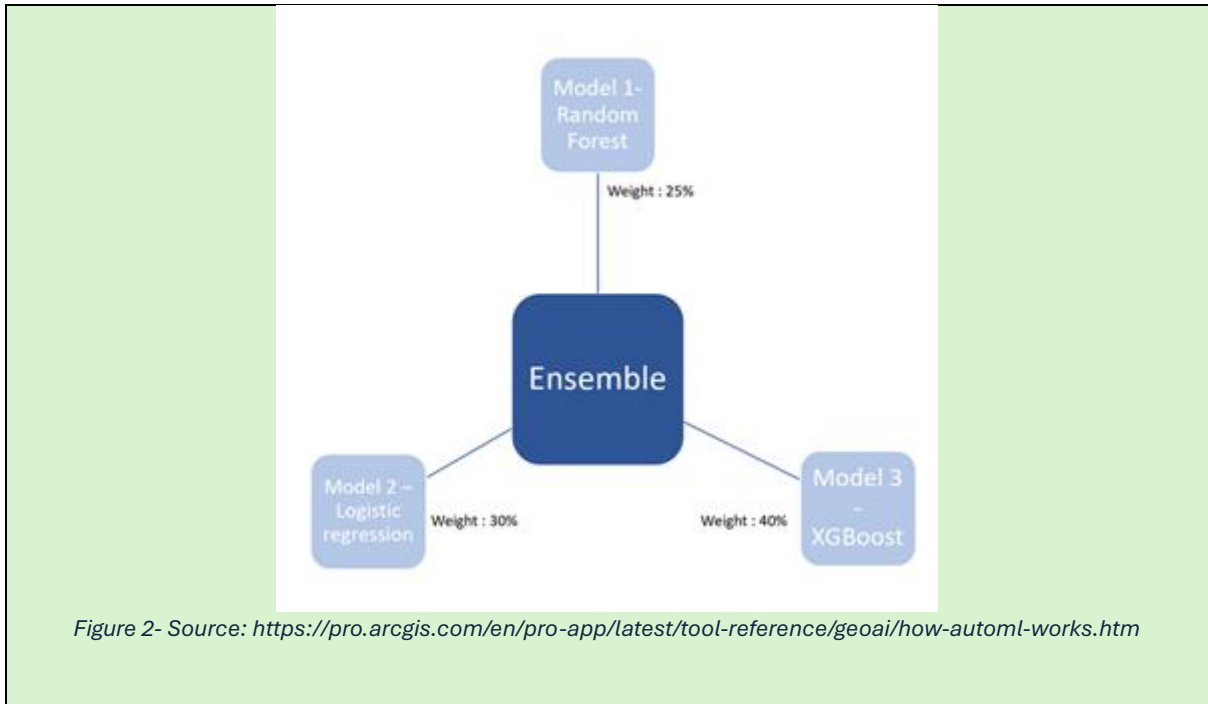 Model 1-
Random
Forest
Weight : 25%
Ensemble
Model 2 –
Logistic
regression
Weight : 30%
Weight : 40%
Model 3
-
XGBoost
Figure 2- Source: https://pro.arcgis.com/en/pro-app/latest/tool-reference/geoai/how-automl-works.htm